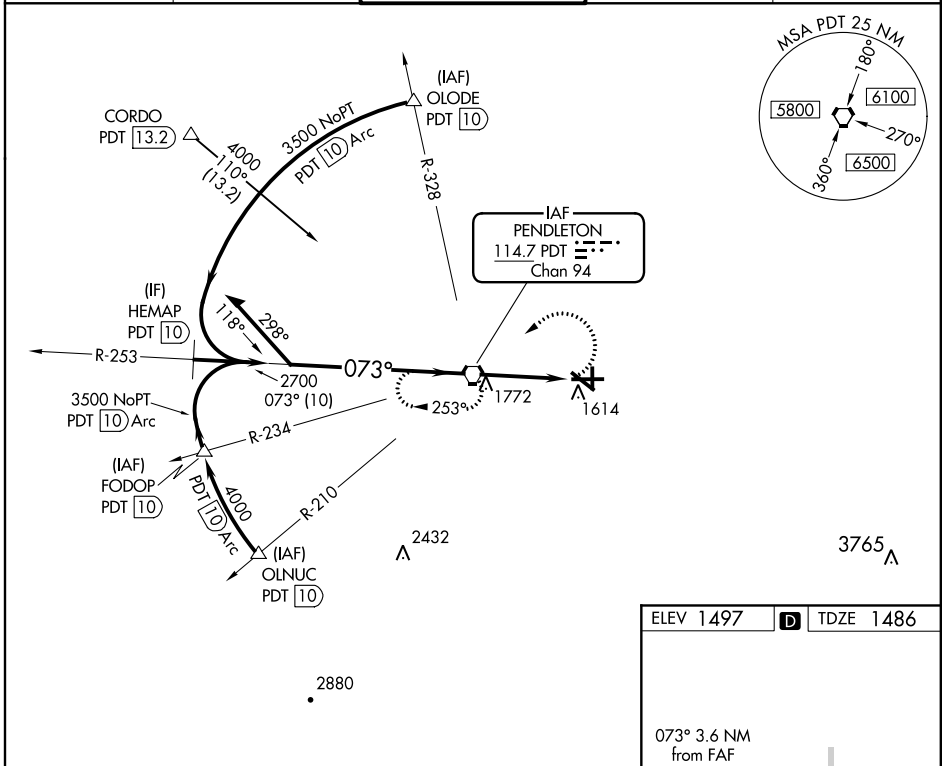 MSA PDT 25 NM
180°
5800
6100
270°
360°
6500
(IAF)
OLODE
PDT 10
CORDO
PDT 13.2
3500 NoPT
PDT 10 Arc
4000
110°
(13.2)
R-328
IAF
PENDLETON
114.7 PDT
Chan 94
(IF)
HEMAP
PDT 10
118°
298°
R-253
073°
2700
073° (10)
253°
1772
1614
3500 NoPT
PDT 10 Arc
R-234
(IAF)
FODOP
PDT 10
4000
PDT 10 Arc
R-210
(IAF)
OLNUC
PDT 10
2432
3765
2880
ELEV 1497 D TDZE 1486
073° 3.6 NM
from FAF